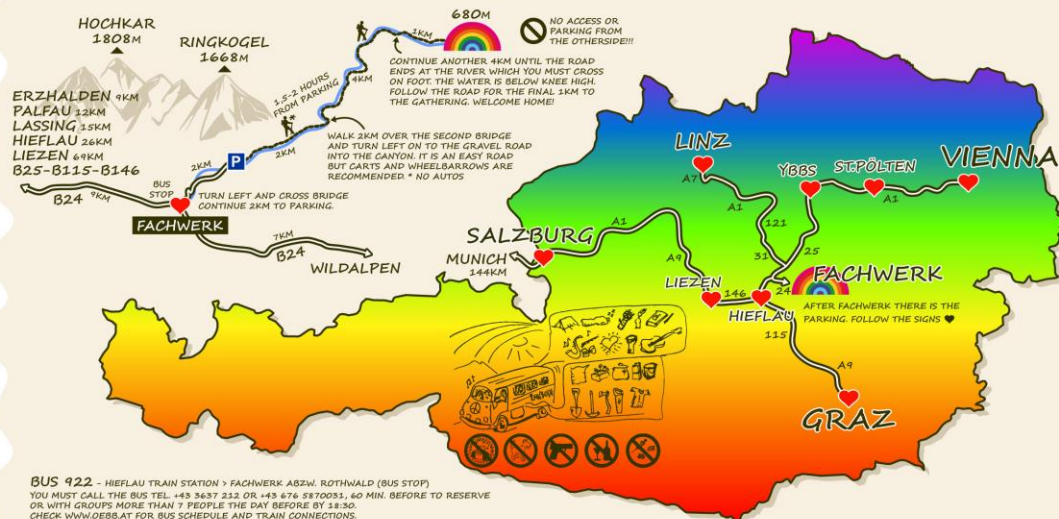 HOCHKAR
1808M
RINGKOGEL
1668M
680M
1KM
NO ACCESS OR
PARKING FROM
THE OTHERSIDE!!!
CONTINUE ANOTHER 4KM UNTIL THE ROAD
ENDS AT THE RIVER WHICH YOU MUST CROSS
ON FOOT. THE WATER IS BELOW KNEE HIGH.
FOLLOW THE ROAD FOR THE FINAL 1KM TO
THE GATHERING. WELCOME HOME!
4KM
1,5-2 HOURS
FROM PARKING
ERZHALDEN 9KM
PALFAU 12KM
LASSING 15KM
HIEFLAU 26KM
LIEZEN 69KM
B25-B115-B146
WALK 2KM OVER THE SECOND BRIDGE
AND TURN LEFT ON TO THE GRAVEL ROAD
INTO THE CANYON. IT IS AN EAST ROAD
BUT CARTS AND WHEELBARROWS ARE
RECOMMENDED. * NO AUTOS
*
2KM
P
2KM
BUS
STOP
TURN LEFT AND CROSS BRIDGE
CONTINUE 2KM TO PARKING.
B24
9KM
FACHWERK
7KM
B24
WILDALPEN
LINZ
A7
YBBS
ST.PÖLTEN
VIENNA
A1
A1
121
A1
SALZBURG
MUNICH
144KM
A9
31
25
LIEZEN
146
24
FACHWERK
HIEFLAU
AFTER FACHWERK THERE IS THE
PARKING. FOLLOW THE SIGNS
115
A9
GRAZ
BUS 922 - HIEFLAU TRAIN STATION > FACHWERK ABZW. ROTHWALD (BUS STOP)
YOU MUST CALL THE BUS TEL. +43 3637 212 OR +43 676 5870031, 60 MIN. BEFORE TO RESERVE
OR WITH GROUPS MORE THAN 7 PEOPLE THE DAY BEFORE BY 18:30.
CHECK WWW.OEBB.AT FOR BUS SCHEDULE AND TRAIN CONNECTIONS.